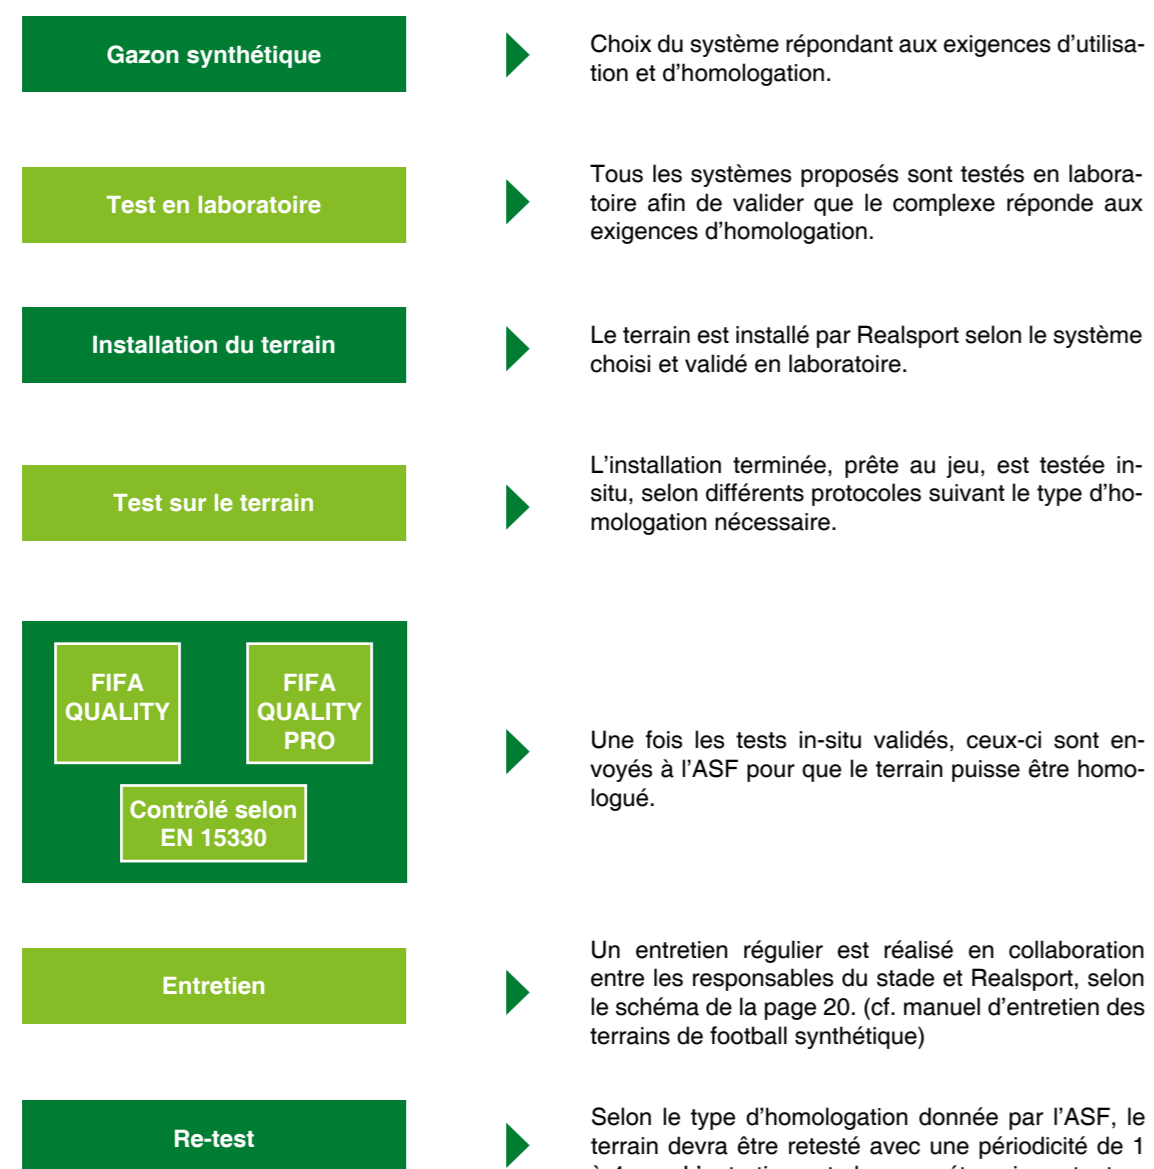 Gazon synthétique
Choix du système répondant aux exigences d’utilisa-
tion et d’homologation.
Test en laboratoire
Tous les systèmes proposés sont testés en labora-
toire afin de valider que le complexe réponde aux
exigences d’homologation.
Installation du terrain
Le terrain est installé par Realsport selon le système
choisi et validé en laboratoire.
Test sur le terrain
L’installation terminée, prête au jeu, est testée in-
situ, selon différents protocoles suivant le type d’ho-
mologation nécessaire.
FIFA
QUALITY
FIFA
QUALITY
PRO
Contrôlé selon
EN 15330
Une fois les tests in-situ validés, ceux-ci sont en-
voyés à l’ASF pour que le terrain puisse être homo-
logué.
Entretien
Un entretien régulier est réalisé en collaboration
entre les responsables du stade et Realsport, selon
le schéma de la page 20. (cf. manuel d’entretien des
terrains de football synthétique)
Re-test
Selon le type d’homologation donnée par l’ASF, le
terrain devra être retesté avec une périodicité de 1